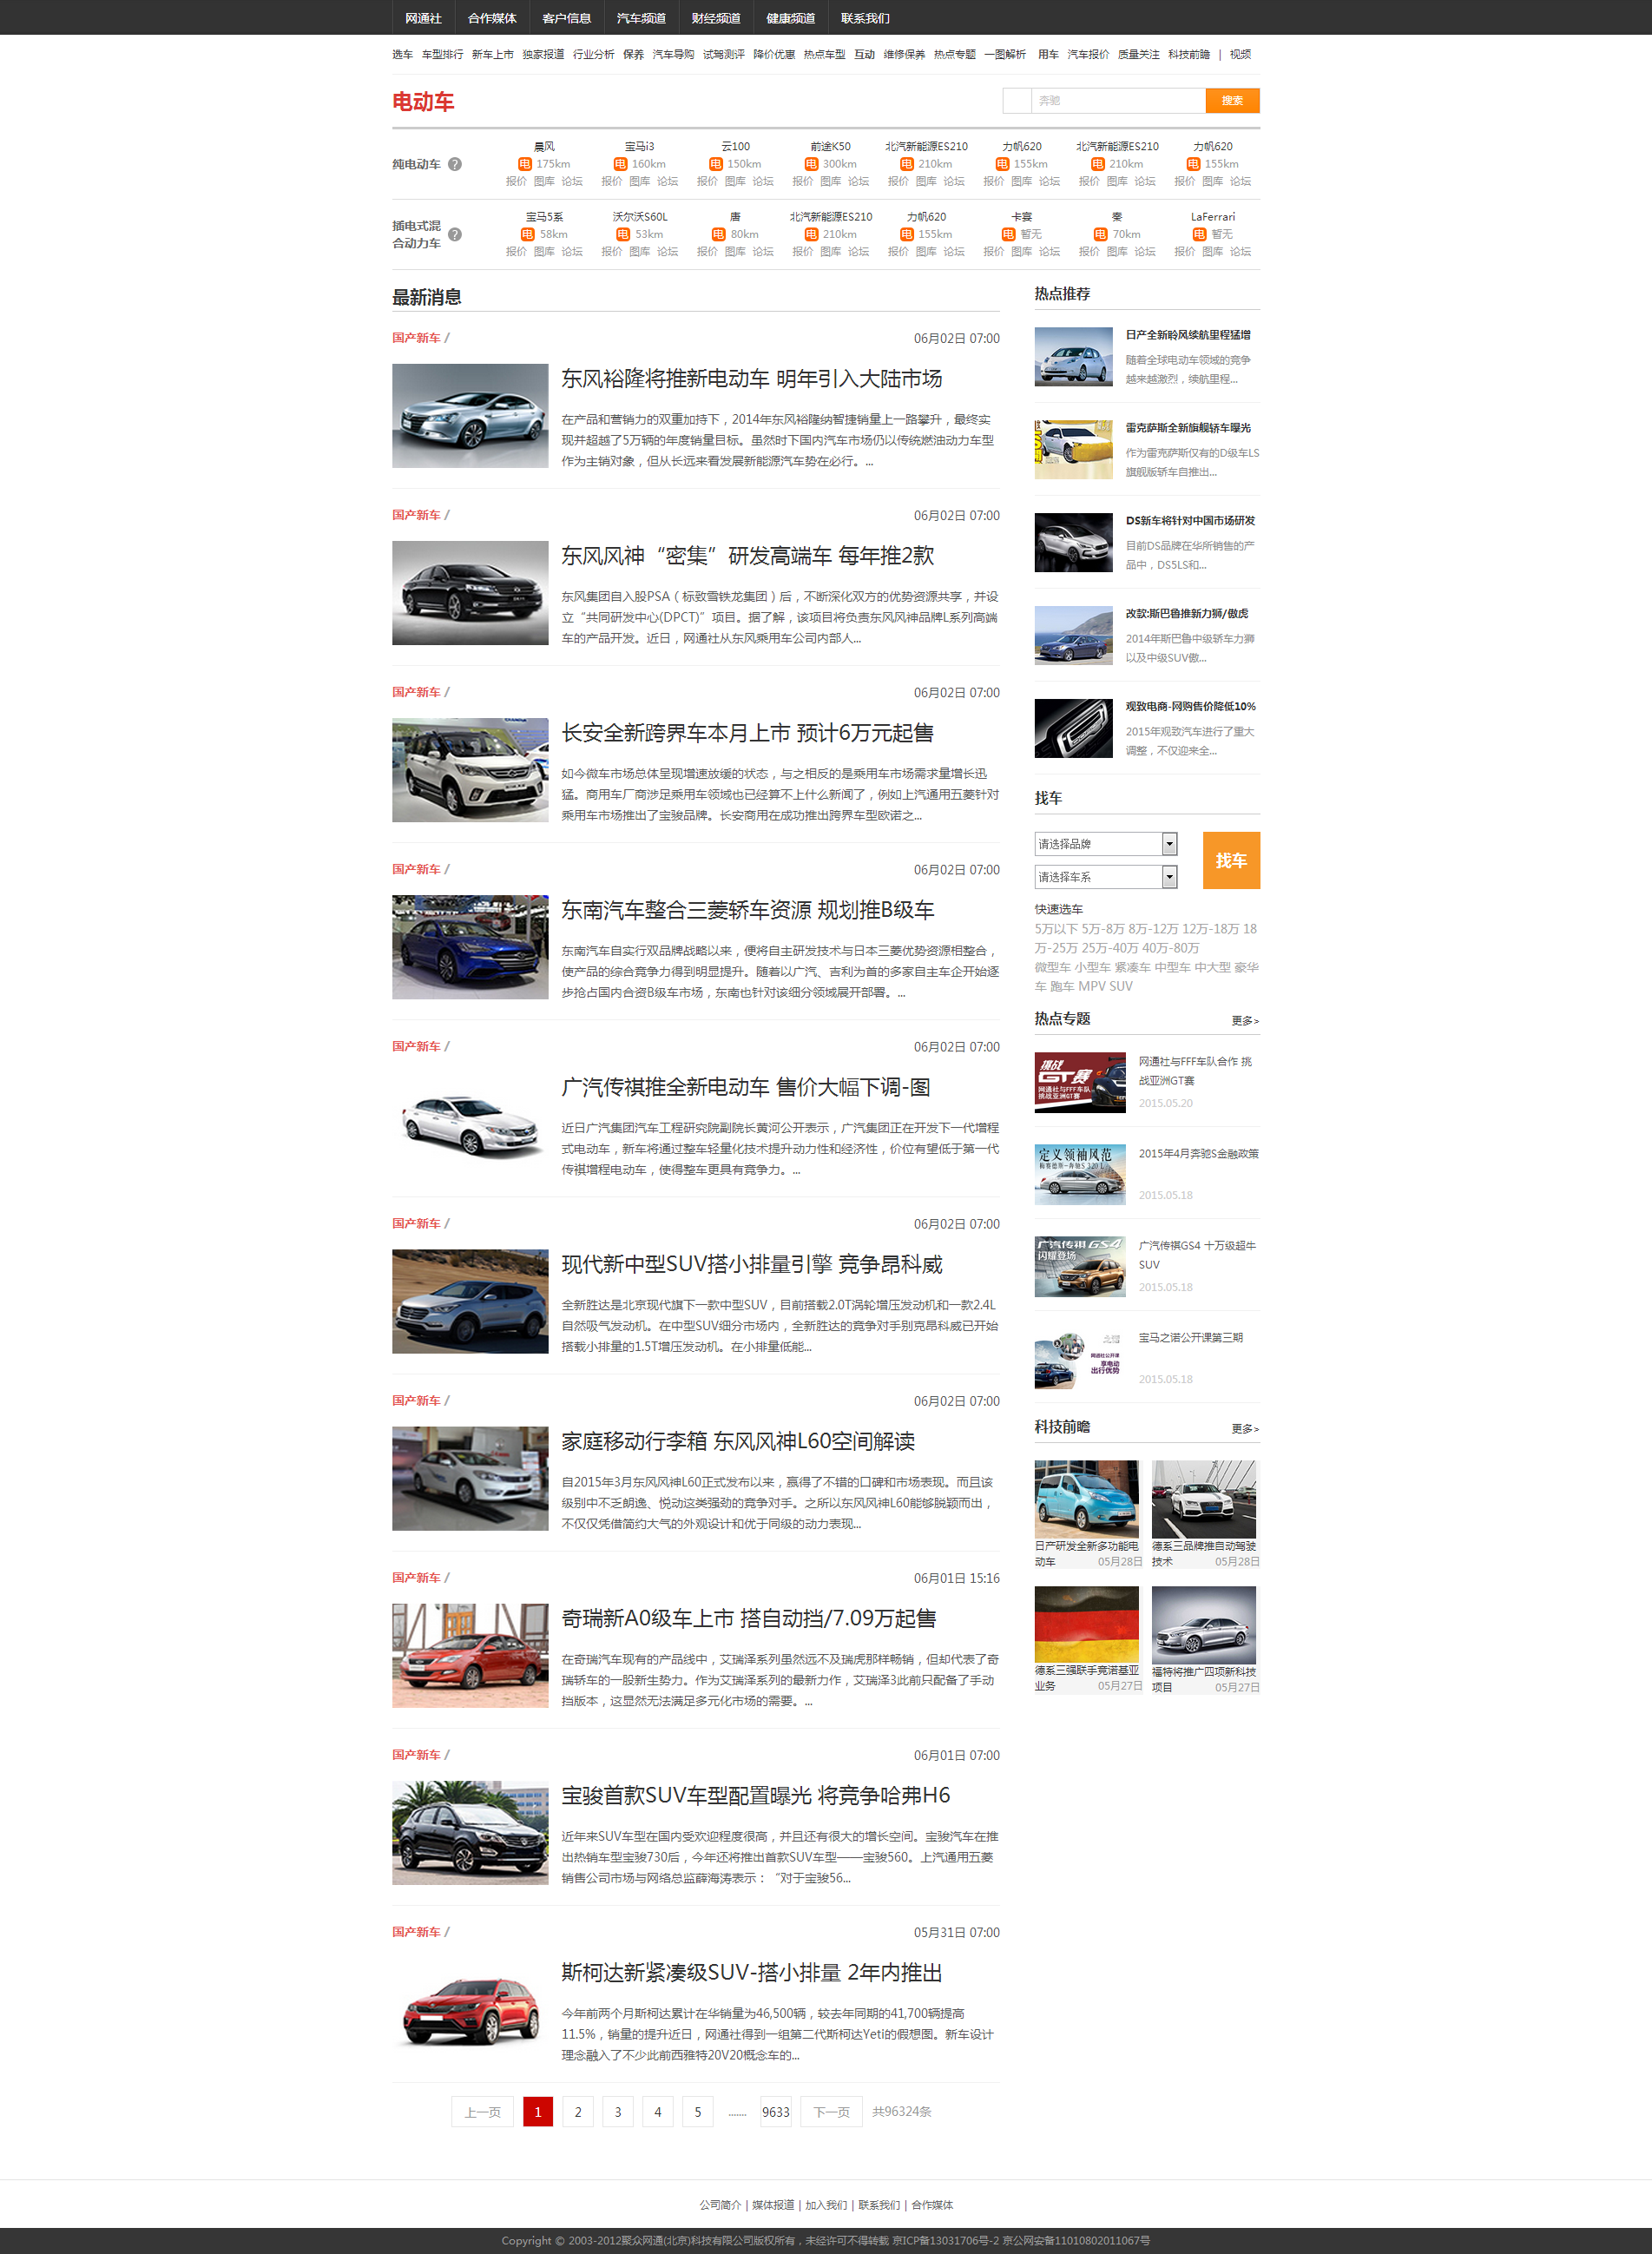 网通社 合作媒体 客户信息 汽车频道 财经频道 健康频道 联系我们
选车 车型排行 新车上市 独家报道 行业分析 保养 汽车导购 试驾测评 降价优惠 热点车型 互动 维修保养 热点专题 一图解析 用车 汽车报价 质量关注 科技前瞻 | 视频
电动车
奔驰 搜索
晨风 宝马i3 云100 前途K50 北汽新能源ES210 力帆620 北汽新能源ES210 力帆620
纯电动车 ? 电 175km 电 160km 电 150km 电 300km 电 210km 电 155km 电 210km 电 155km
报价 图库 论坛 报价 图库 论坛 报价 图库 论坛 报价 图库 论坛 报价 图库 论坛 报价 图库 论坛 报价 图库 论坛 报价 图库 论坛
宝马5系 沃尔沃S60L 唐 北汽新能源ES210 力帆620 卡宴 秦 LaFerrari
插电式混
合动力车 ? 电 58km 电 53km 电 80km 电 210km 电 155km 电 暂无 电 70km 电 暂无
报价 图库 论坛 报价 图库 论坛 报价 图库 论坛 报价 图库 论坛 报价 图库 论坛 报价 图库 论坛 报价 图库 论坛 报价 图库 论坛
最新消息
国产新车 / 06月02日 07:00
东风裕隆将推新电动车 明年引入大陆市场
在产品和营销力的双重加持下，2014年东风裕隆纳智捷销量上一路攀升，最终实
现并超越了5万辆的年度销量目标。虽然时下国内汽车市场仍以传统燃油动力车型
作为主销对象，但从长远来看发展新能源汽车势在必行。...
国产新车 / 06月02日 07:00
东风风神“密集”研发高端车 每年推2款
东风集团自入股PSA（标致雪铁龙集团）后，不断深化双方的优势资源共享，并设
立“共同研发中心(DPCT)”项目。据了解，该项目将负责东风风神品牌L系列高端
车的产品开发。近日，网通社从东风乘用车公司内部人...
国产新车 / 06月02日 07:00
长安全新跨界车本月上市 预计6万元起售
如今微车市场总体呈现增速放缓的状态，与之相反的是乘用车市场需求量增长迅
猛。商用车厂商涉足乘用车领域也已经算不上什么新闻了，例如上汽通用五菱针对
乘用车市场推出了宝骏品牌。长安商用在成功推出跨界车型欧诺之...
国产新车 / 06月02日 07:00
东南汽车整合三菱轿车资源 规划推B级车
东南汽车自实行双品牌战略以来，便将自主研发技术与日本三菱优势资源相整合，
使产品的综合竞争力得到明显提升。随着以广汽、吉利为首的多家自主车企开始逐
步抢占国内合资B级车市场，东南也针对该细分领域展开部署。...
国产新车 / 06月02日 07:00
广汽传祺推全新电动车 售价大幅下调-图
近日广汽集团汽车工程研究院副院长黄河公开表示，广汽集团正在开发下一代增程
式电动车，新车将通过整车轻量化技术提升动力性和经济性，价位有望低于第一代
传祺增程电动车，使得整车更具有竞争力。...
国产新车 / 06月02日 07:00
现代新中型SUV搭小排量引擎 竞争昂科威
全新胜达是北京现代旗下一款中型SUV，目前搭载2.0T涡轮增压发动机和一款2.4L
自然吸气发动机。在中型SUV细分市场内，全新胜达的竞争对手别克昂科威已开始
搭载小排量的1.5T增压发动机。在小排量低能...
国产新车 / 06月02日 07:00
家庭移动行李箱 东风风神L60空间解读
自2015年3月东风风神L60正式发布以来，赢得了不错的口碑和市场表现。而且该
级别中不乏朗逸、悦动这类强劲的竞争对手。之所以东风风神L60能够脱颖而出，
不仅仅凭借简约大气的外观设计和优于同级的动力表现...
国产新车 / 06月01日 15:16
奇瑞新A0级车上市 搭自动挡/7.09万起售
在奇瑞汽车现有的产品线中，艾瑞泽系列虽然远不及瑞虎那样畅销，但却代表了奇
瑞轿车的一股新生势力。作为艾瑞泽系列的最新力作，艾瑞泽3此前只配备了手动
挡版本，这显然无法满足多元化市场的需要。...
国产新车 / 06月01日 07:00
宝骏首款SUV车型配置曝光 将竞争哈弗H6
近年来SUV车型在国内受欢迎程度很高，并且还有很大的增长空间。宝骏汽车在推
出热销车型宝骏730后，今年还将推出首款SUV车型——宝骏560。上汽通用五菱
销售公司市场与网络总监薛海涛表示：“对于宝骏56...
国产新车 / 05月31日 07:00
斯柯达新紧凑级SUV-搭小排量 2年内推出
今年前两个月斯柯达累计在华销量为46,500辆，较去年同期的41,700辆提高
11.5%，销量的提升近日，网通社得到一组第二代斯柯达Yeti的假想图。新车设计
理念融入了不少此前西雅特20V20概念车的...
上一页 1 2 3 4 5 ....... 9633 下一页 共96324条
热点推荐
日产全新聆风续航里程猛增
随着全球电动车领域的竞争
越来越激烈，续航里程...
雷克萨斯全新旗舰轿车曝光
作为雷克萨斯仅有的D级车LS
旗舰版轿车自推出...
DS新车将针对中国市场研发
目前DS品牌在华所销售的产
品中，DS5LS和...
改款:斯巴鲁推新力狮/傲虎
2014年斯巴鲁中级轿车力狮
以及中级SUV傲...
观致电商-网购售价降低10%
2015年观致汽车进行了重大
调整，不仅迎来全...
找车
请选择品牌
请选择车系
找车
快速选车
5万以下 5万-8万 8万-12万 12万-18万 18
万-25万 25万-40万 40万-80万
微型车 小型车 紧凑车 中型车 中大型 豪华
车 跑车 MPV SUV
热点专题 更多>
挑战
GT赛
网通社与FFF车队
挑战亚洲GT赛
网通社与FFF车队合作 挑
战亚洲GT赛
2015.05.20
定义领袖风范
梅赛德斯-奔驰S 320 L
2015年4月奔驰S金融政策
2015.05.18
广汽传祺GS4
闪耀登场
广汽传祺GS4 十万级超牛
SUV
2015.05.18
网通社公开课
享电动
出行优势
宝马之诺公开课第三期
2015.05.18
科技前瞻 更多>
日产研发全新多功能电
动车 05月28日
德系三品牌推自动驾驶
技术 05月28日
德系三强联手竞诺基亚
业务 05月27日
福特将推广四项新科技
项目 05月27日
公司简介 | 媒体报道 | 加入我们 | 联系我们 | 合作媒体
Copyright © 2003-2012聚众网通(北京)科技有限公司版权所有，未经许可不得转载 京ICP备13031706号-2 京公网安备11010802011067号